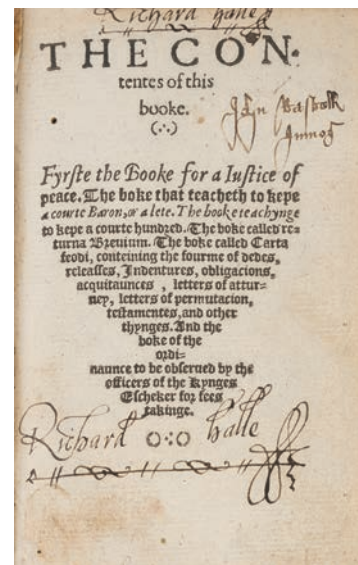 Richard halle
THE CON-
tentes of this
booke.
(∴)
Jhn
Fyrste the Booke for a Iustice of
peace. The boke that teacheth to kepe
a courte Baron, or a lete. The booke teachynge
to kepe a courte hundred. The boke called re-
turna Breuium. The boke called Carta
feodi, conteining the fourme of dedes,
releasses, Indentures, obligacions,
acquitaunces, letters of attur-
ney, letters of permutacion,
testamentes, and other
thynges. And the
boke of the
ordi-
naunce to be obserued by the
officers of the Kynges
Escheker for fees
takinge.
Richard halle